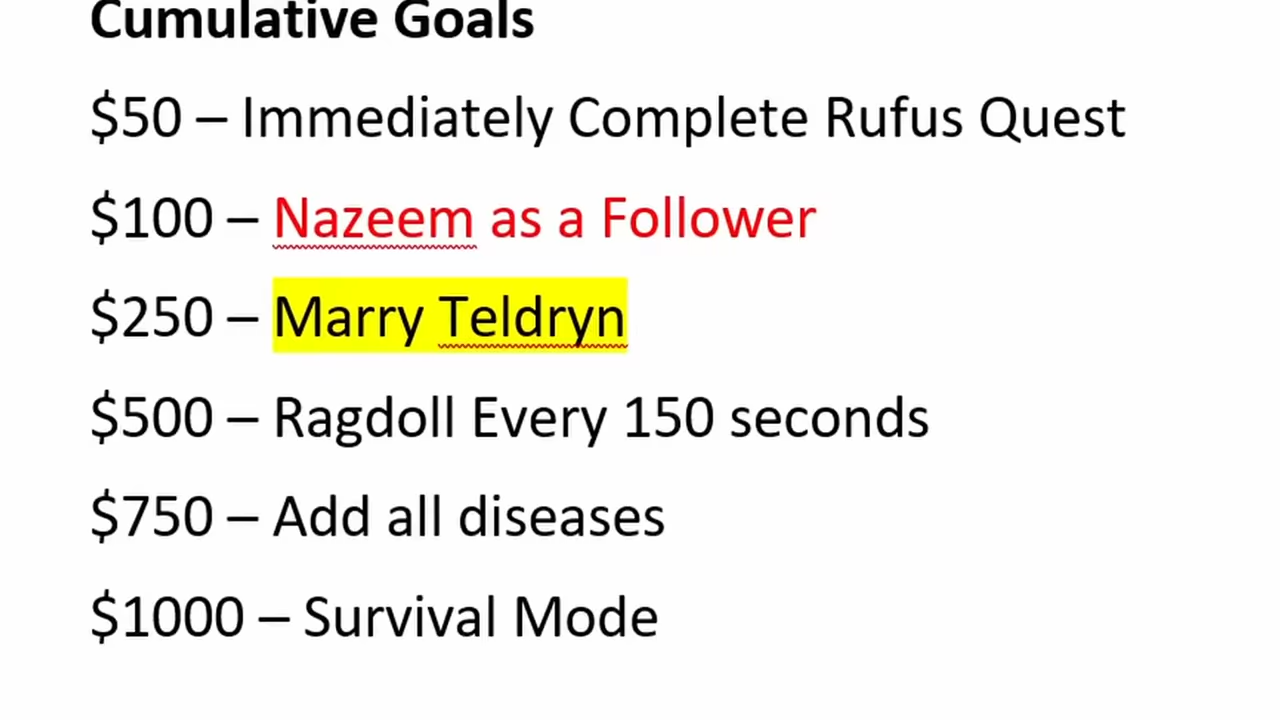 Cumulative Goals
$50 – Immediately Complete Rufus Quest
$100 – Nazeem as a Follower
$250 – Marry Teldryn
$500 – Ragdoll Every 150 seconds
$750 – Add all diseases
$1000 – Survival Mode